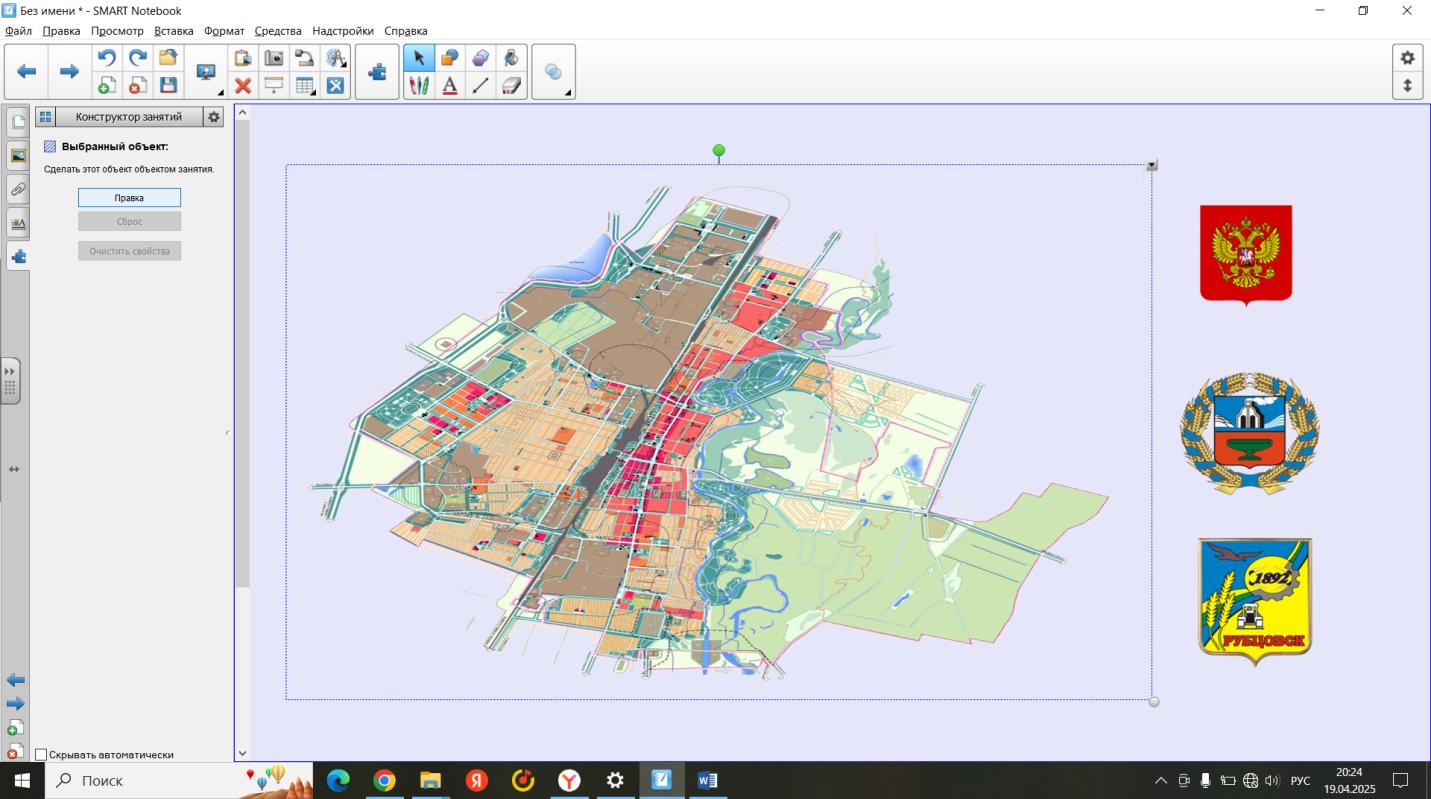 Без имени * - SMART Notebook
Файл Правка Просмотр Вставка Формат Средства Надстройки Справка
Конструктор занятий
Выбранный объект:
Сделать этот объект объектом занятия.
Правка
Сброс
Очистить свойства
1892
РУБЦОВСК
Скрывать автоматически
Поиск
РУС
20:24
19.04.2025